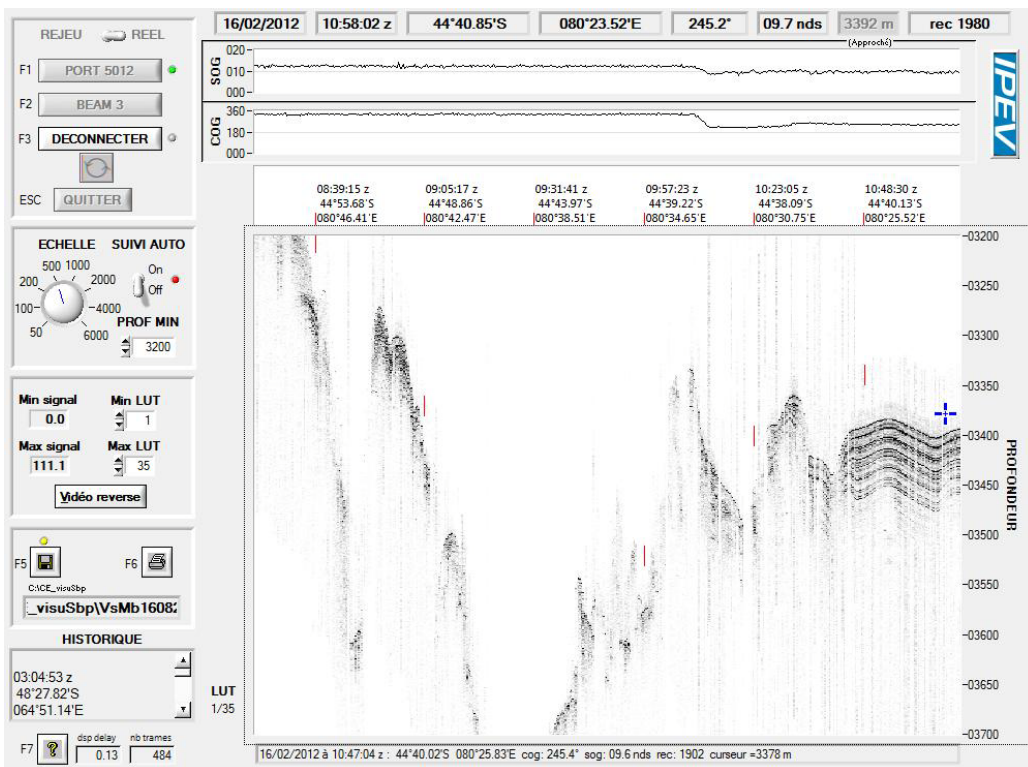 REJEU REEL
F1 PORT 5012
F2 BEAM 3
F3 DECONNECTER
ESC QUITTER
16/02/2012 10:58:02 z 44°40.85'S 080°23.52'E 245.2° 09.7 nds 3392 m rec 1980
(Approché)
SOG
020
010
000
COG
360
180
000
IPEV
08:39:15 z 09:05:17 z 09:31:41 z 09:57:23 z 10:23:05 z 10:48:30 z
44°53.68'S 44°48.86'S 44°43.97'S 44°39.22'S 44°38.09'S 44°40.13'S
080°46.41'E 080°42.47'E 080°38.51'E 080°34.65'E 080°30.75'E 080°25.52'E
ECHELLE SUIVI AUTO
500 1000 On
200 2000 Off
100 4000
50 6000
PROF MIN
3200
Min signal Min LUT
0.0 1
Max signal Max LUT
111.1 35
Vidéo reverse
F5 F6
C:\CE_visuSbp
_visuSbp\VsMb1608
HISTORIQUE
03:04:53 z
48°27.82'S
064°51.14'E
dsp delay nb trames
F7 0.13 484
LUT
1/35
-03200
-03250
-03300
-03350
-03400
-03450
-03500
-03550
-03600
-03650
-03700
PROFONDEUR
16/02/2012 à 10:47:04 z : 44°40.02'S 080°25.83'E cog: 245.4° sog: 09.6 nds rec: 1902 curseur =3378 m